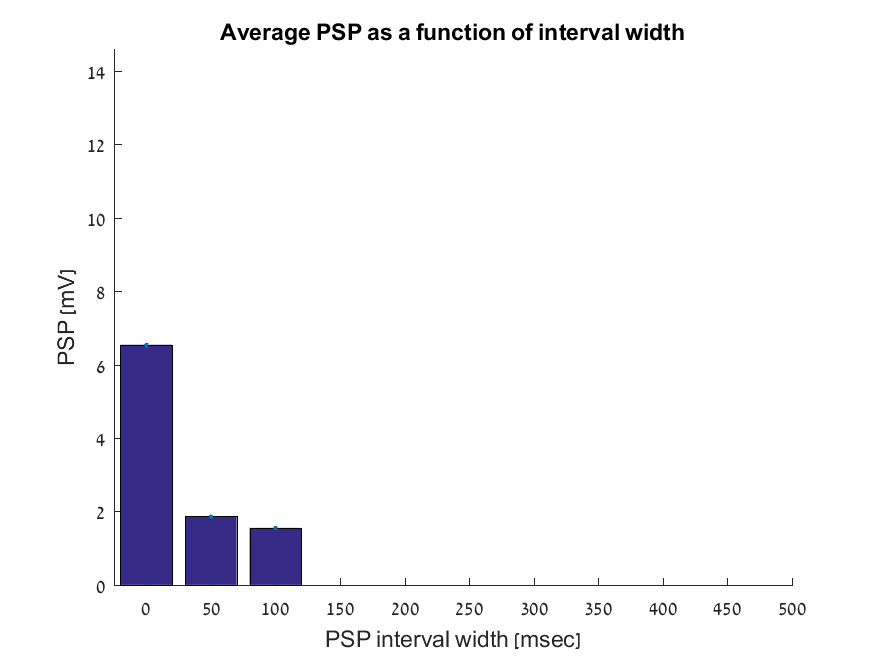 Average PSP as a function of interval width
14
12
10
8
6
4
2
0
PSP [mV]
0 50 100 150 200 250 300 350 400 450 500
PSP interval width [msec]